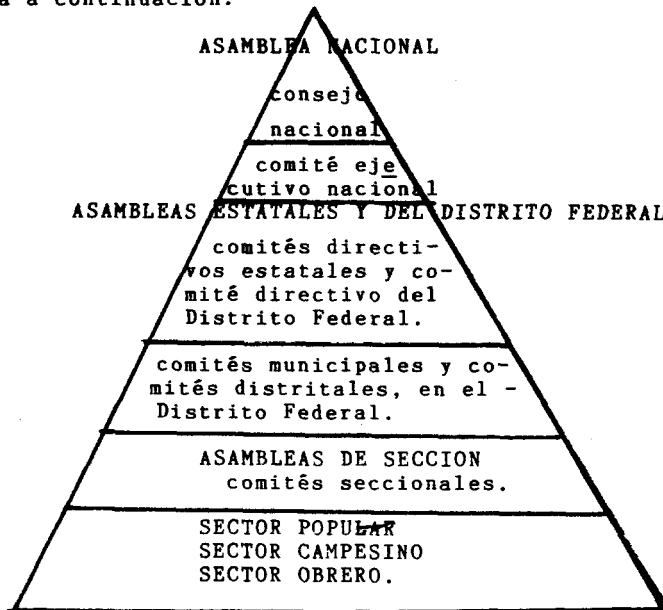 a a continuación.
ASAMBLEA NACIONAL
consejo
nacional
comité eje
cutivo nacional
ASAMBLEAS ESTATALES Y DEL DISTRITO FEDERAL
comités directi-
vos estatales y co-
mité directivo del
Distrito Federal.
comités municipales y co-
mités distritales, en el -
Distrito Federal.
ASAMBLEAS DE SECCION
comités seccionales.
SECTOR POPULAR
SECTOR CAMPESINO
SECTOR OBRERO.